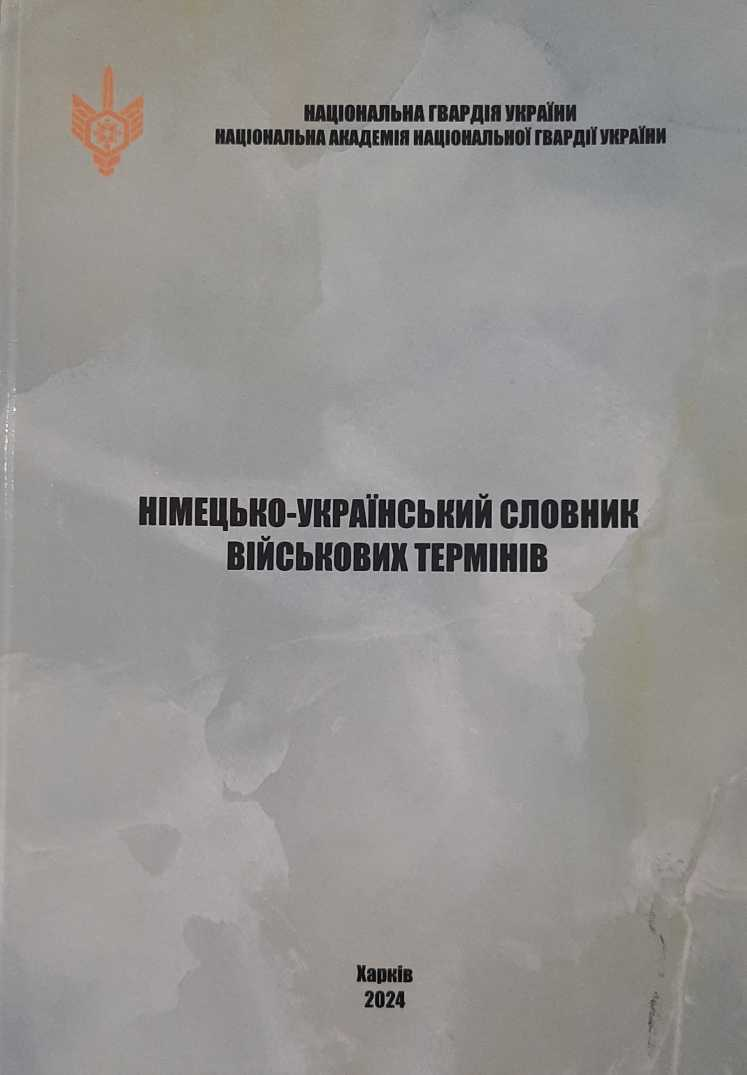 НАЦІОНАЛЬНА ГВАРДІЯ УКРАЇНИ
НАЦІОНАЛЬНА АКАДЕМІЯ НАЦІОНАЛЬНОЇ ГВАРДІЇ УКРАЇНИ
НІМЕЦЬКО-УКРАЇНСЬКИЙ СЛОВНИК
ВІЙСЬКОВИХ ТЕРМІНІВ
Харків
2024